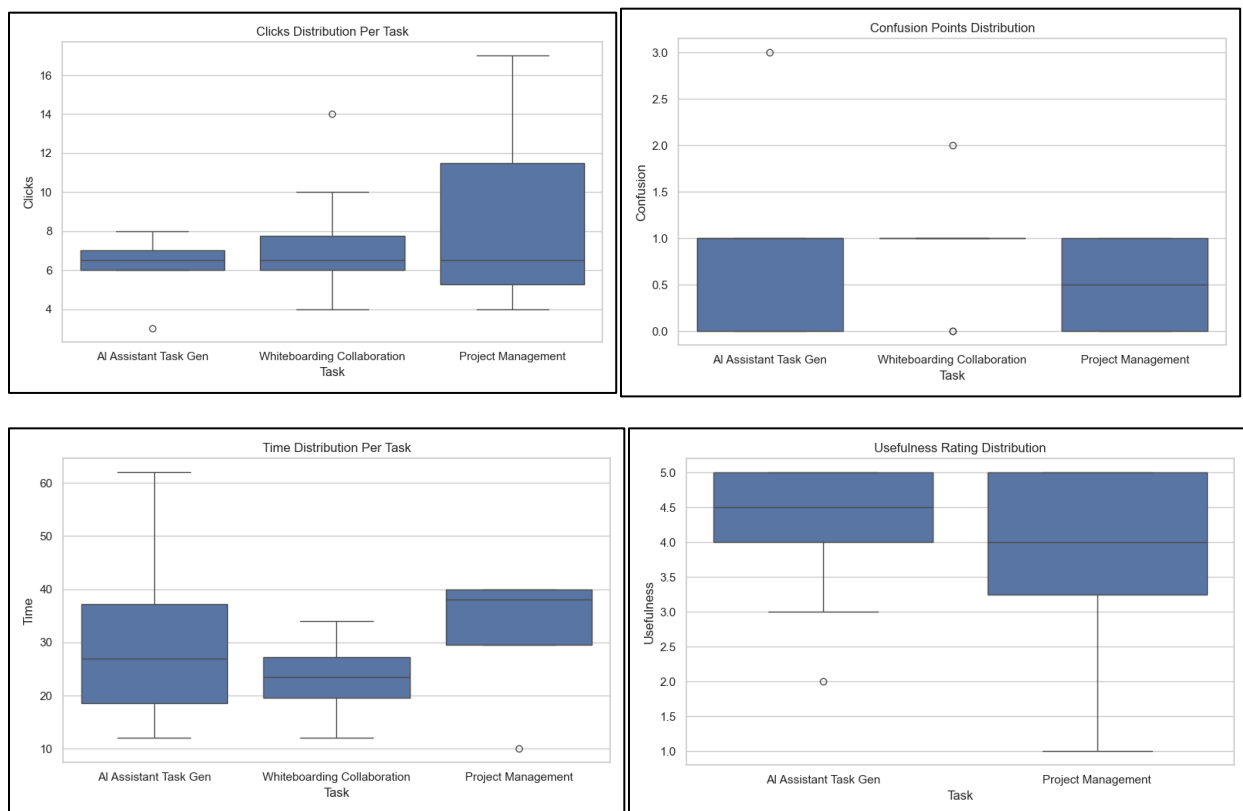 Clicks Distribution Per Task
16
14
12
10
8
6
4
Clicks
AI Assistant Task Gen Whiteboarding Collaboration Project Management
Task
Confusion Points Distribution
3.0
2.5
2.0
1.5
1.0
0.5
0.0
Confusion
AI Assistant Task Gen Whiteboarding Collaboration Project Management
Task
Time Distribution Per Task
60
50
40
30
20
10
Time
AI Assistant Task Gen Whiteboarding Collaboration Project Management
Task
Usefulness Rating Distribution
5.0
4.5
4.0
3.5
3.0
2.5
2.0
1.5
1.0
Usefulness
AI Assistant Task Gen Project Management
Task